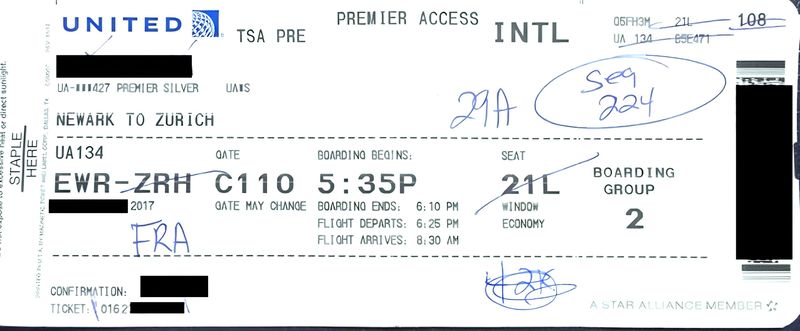 UNITED
TSA PRE
PREMIER ACCESS
INTL
05FH3M 21L 108
UA 134 B5E471
UA-***427 PREMIER SILVER UA*S
29A
Seq
224
NEWARK TO ZURICH
STAPLE
HERE
UA134 GATE BOARDING BEGINS: SEAT
EWR-ZRH C110 5:35P 21L
BOARDING
GROUP
2
2017 GATE MAY CHANGE BOARDING ENDS: 6:10 PM WINDOW
FLIGHT DEPARTS: 6:25 PM ECONOMY
FLIGHT ARRIVES: 8:30 AM
FRA
CONFIRMATION:
TICKET: 0162
A STAR ALLIANCE MEMBER